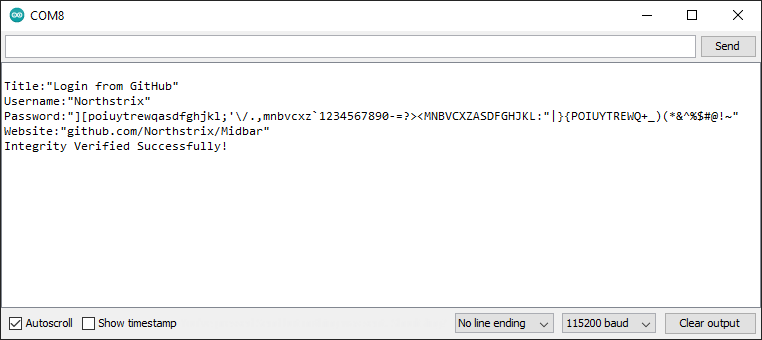 COM8
Send
Title:"Login from GitHub"
Username:"Northstrix"
Password:"][poiuytrewqasdfghjkl;'\/.,mnbvcxz`1234567890-=?><MNBVCXZASDFGHJKL:"|}{POIUYTREWQ+_)(*&^%$#@!~"
Website:"github.com/Northstrix/Midbar"
Integrity Verified Successfully!
Autoscroll Show timestamp No line ending 115200 baud Clear output